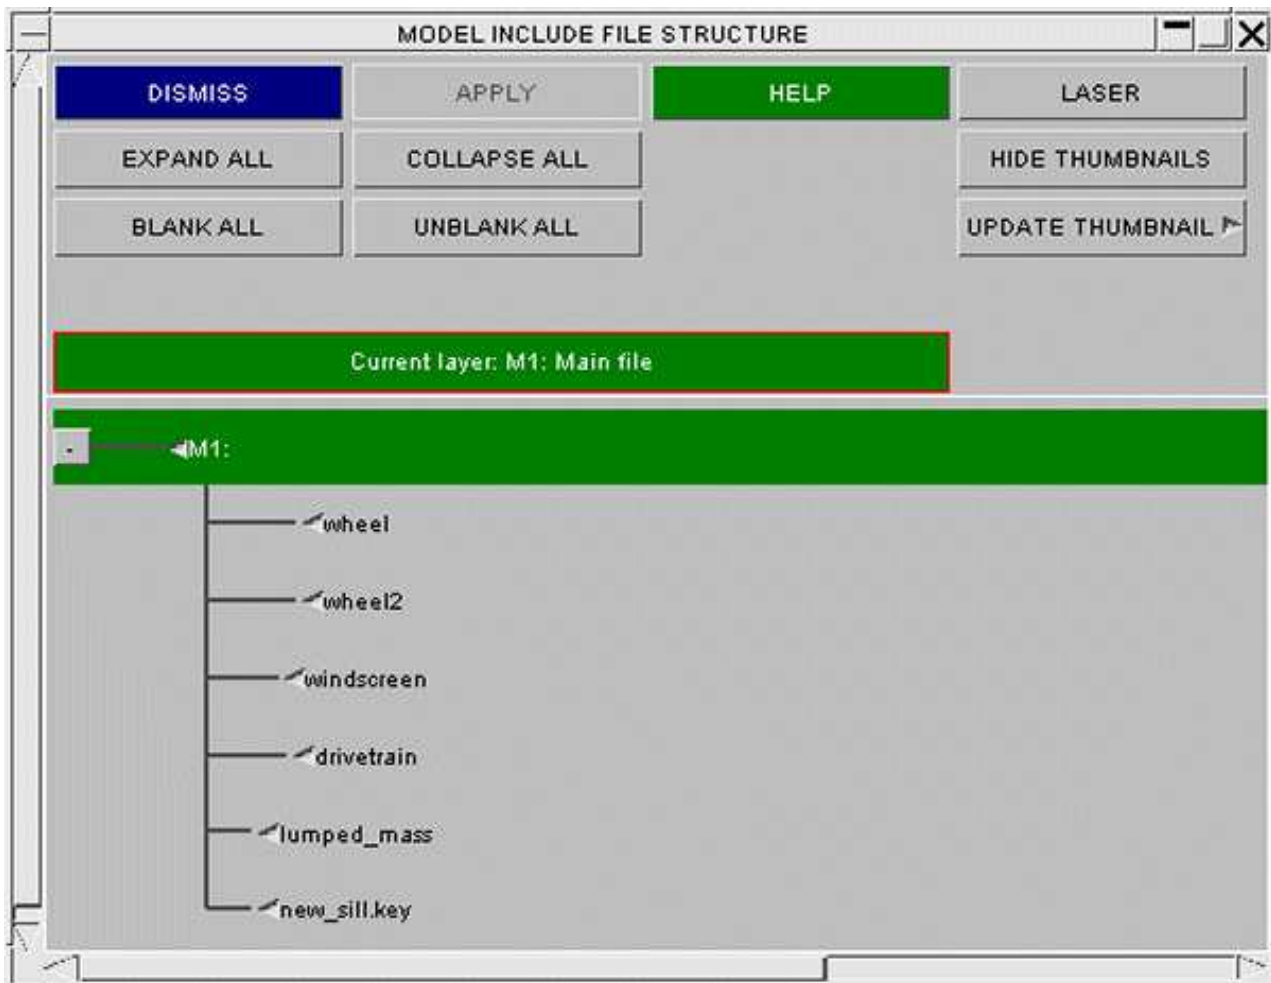 MODEL INCLUDE FILE STRUCTURE
DISMISS APPLY HELP LASER
EXPAND ALL COLLAPSE ALL HIDE THUMBNAILS
BLANK ALL UNBLANK ALL UPDATE THUMBNAIL
Current layer: M1: Main file
- M1:
wheel
wheel2
windscreen
drivetrain
lumped_mass
new_sill.key